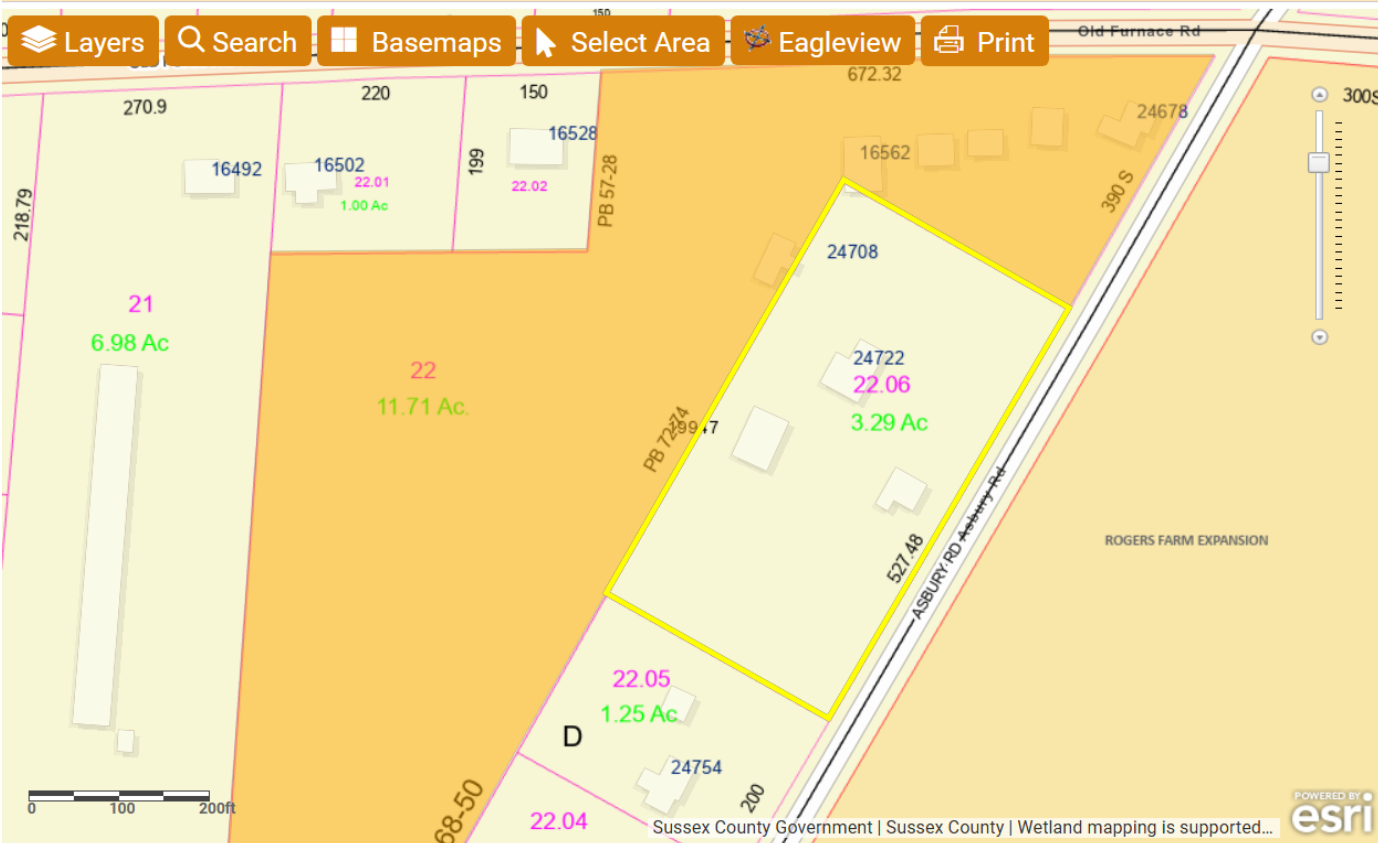 150
Layers
Search
Basemaps
Select Area
Eagleview
Print
Old Furnace Rd
672.32
270.9
220
150
300S
24678
16528
16562
16492
16502
199
22.01
22.02
1.00 Ac
PB 57-28
390 S
218.79
24708
21
6.98 Ac
24722
22
22.06
11.71 Ac.
3.29 Ac
PB 72-74
527.48
ASBURY RD Asbury Rd
ROGERS FARM EXPANSION
22.05
1.25 Ac
D
24754
200
68-50
22.04
0 100 200ft
Sussex County Government | Sussex County | Wetland mapping is supported...
POWERED BY
esri